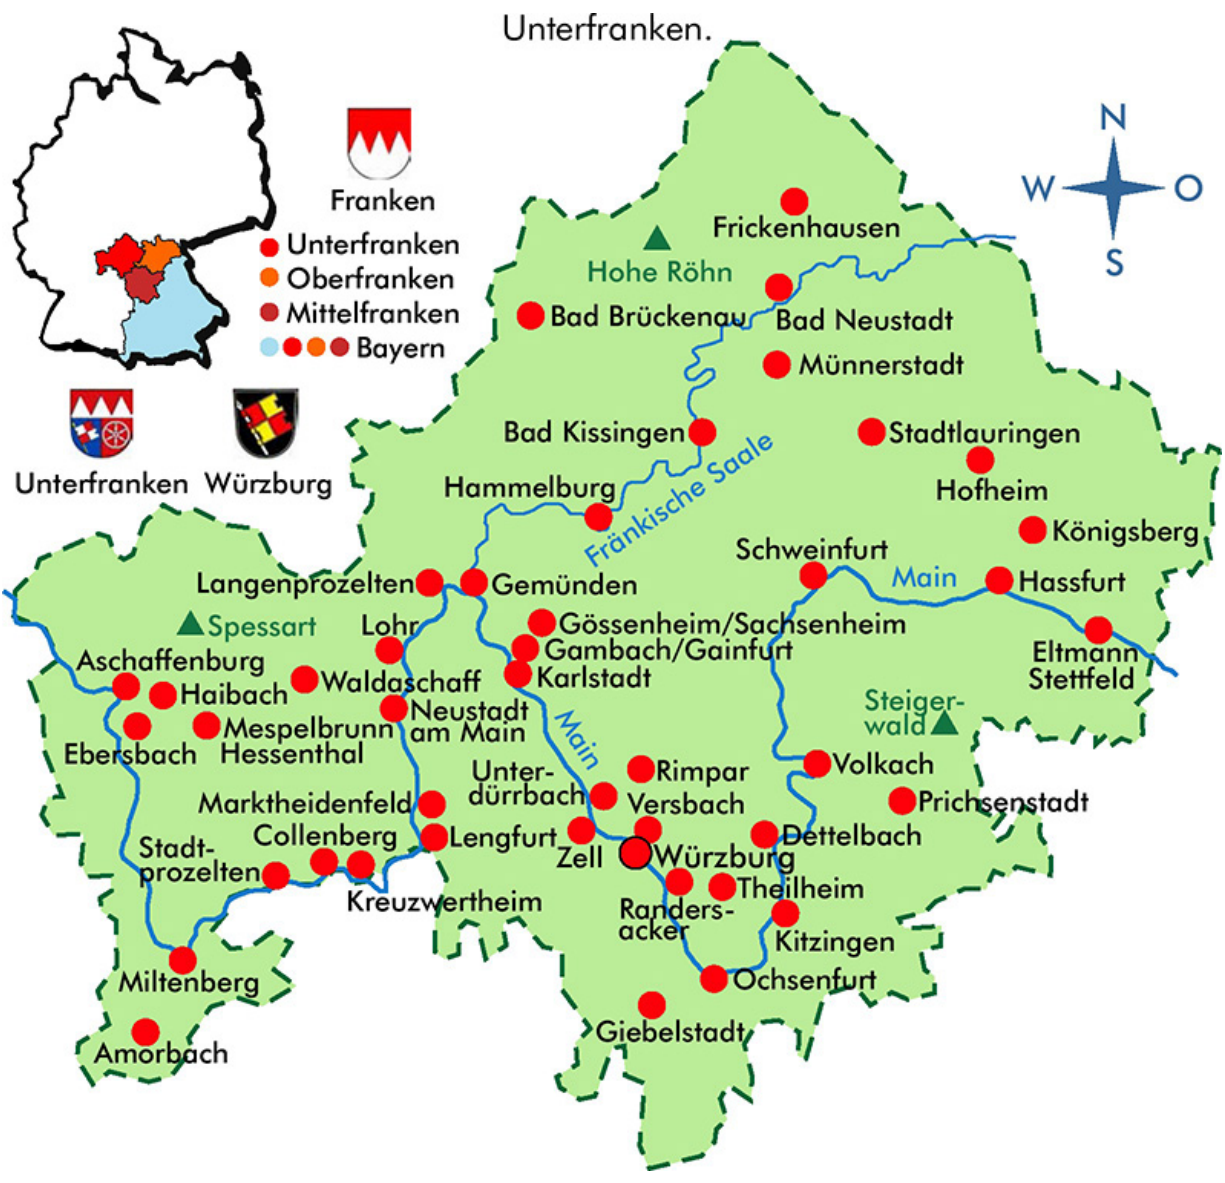 Unterfranken.
N
W
O
S
Franken
Unterfranken
Oberfranken
Mittelfranken
Bayern
Unterfranken
Würzburg
Frickenhausen
Hohe Röhn
Bad Brückenau
Bad Neustadt
Münnerstadt
Bad Kissingen
Stadtlauringen
Fränkische Saale
Hammelburg
Hofheim
Königsberg
Schweinfurt
Main
Hassfurt
Langenprozelten
Gemünden
Spessart
Lohr
Gössenheim/Sachsenheim
Gambach/Gainfurt
Karlstadt
Eltmann
Stettfeld
Aschaffenburg
Haibach
Waldaschaff
Neustadt
am Main
Mespelbrunn
Hessenthal
Ebersbach
Main
Steiger-
wald
Volkach
Unter-
dürrbach
Rimpar
Versbach
Prichsenstadt
Marktheidenfeld
Collenberg
Lengfurt
Zell
Würzburg
Dettelbach
Stadt-
prozelten
Kreuzwertheim
Theilheim
Randers-
acker
Kitzingen
Miltenberg
Ochsenfurt
Giebelstadt
Amorbach